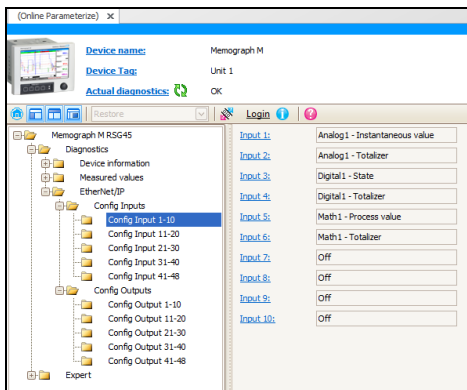 (Online Parameterize) x
Device name: Memograph M
Device Tag: Unit 1
Actual diagnostics: OK
Restore Login
Memograph M RSG45
Diagnostics
Device information
Measured values
EtherNet/IP
Config Inputs
Config Input 1-10
Config Input 11-20
Config Input 21-30
Config Input 31-40
Config Input 41-48
Config Outputs
Config Output 1-10
Config Output 11-20
Config Output 21-30
Config Output 31-40
Config Output 41-48
Expert
Input 1: Analog1 - Instantaneous value
Input 2: Analog1 - Totalizer
Input 3: Digital1 - State
Input 4: Digital1 - Totalizer
Input 5: Math1 - Process value
Input 6: Math1 - Totalizer
Input 7: Off
Input 8: Off
Input 9: Off
Input 10: Off